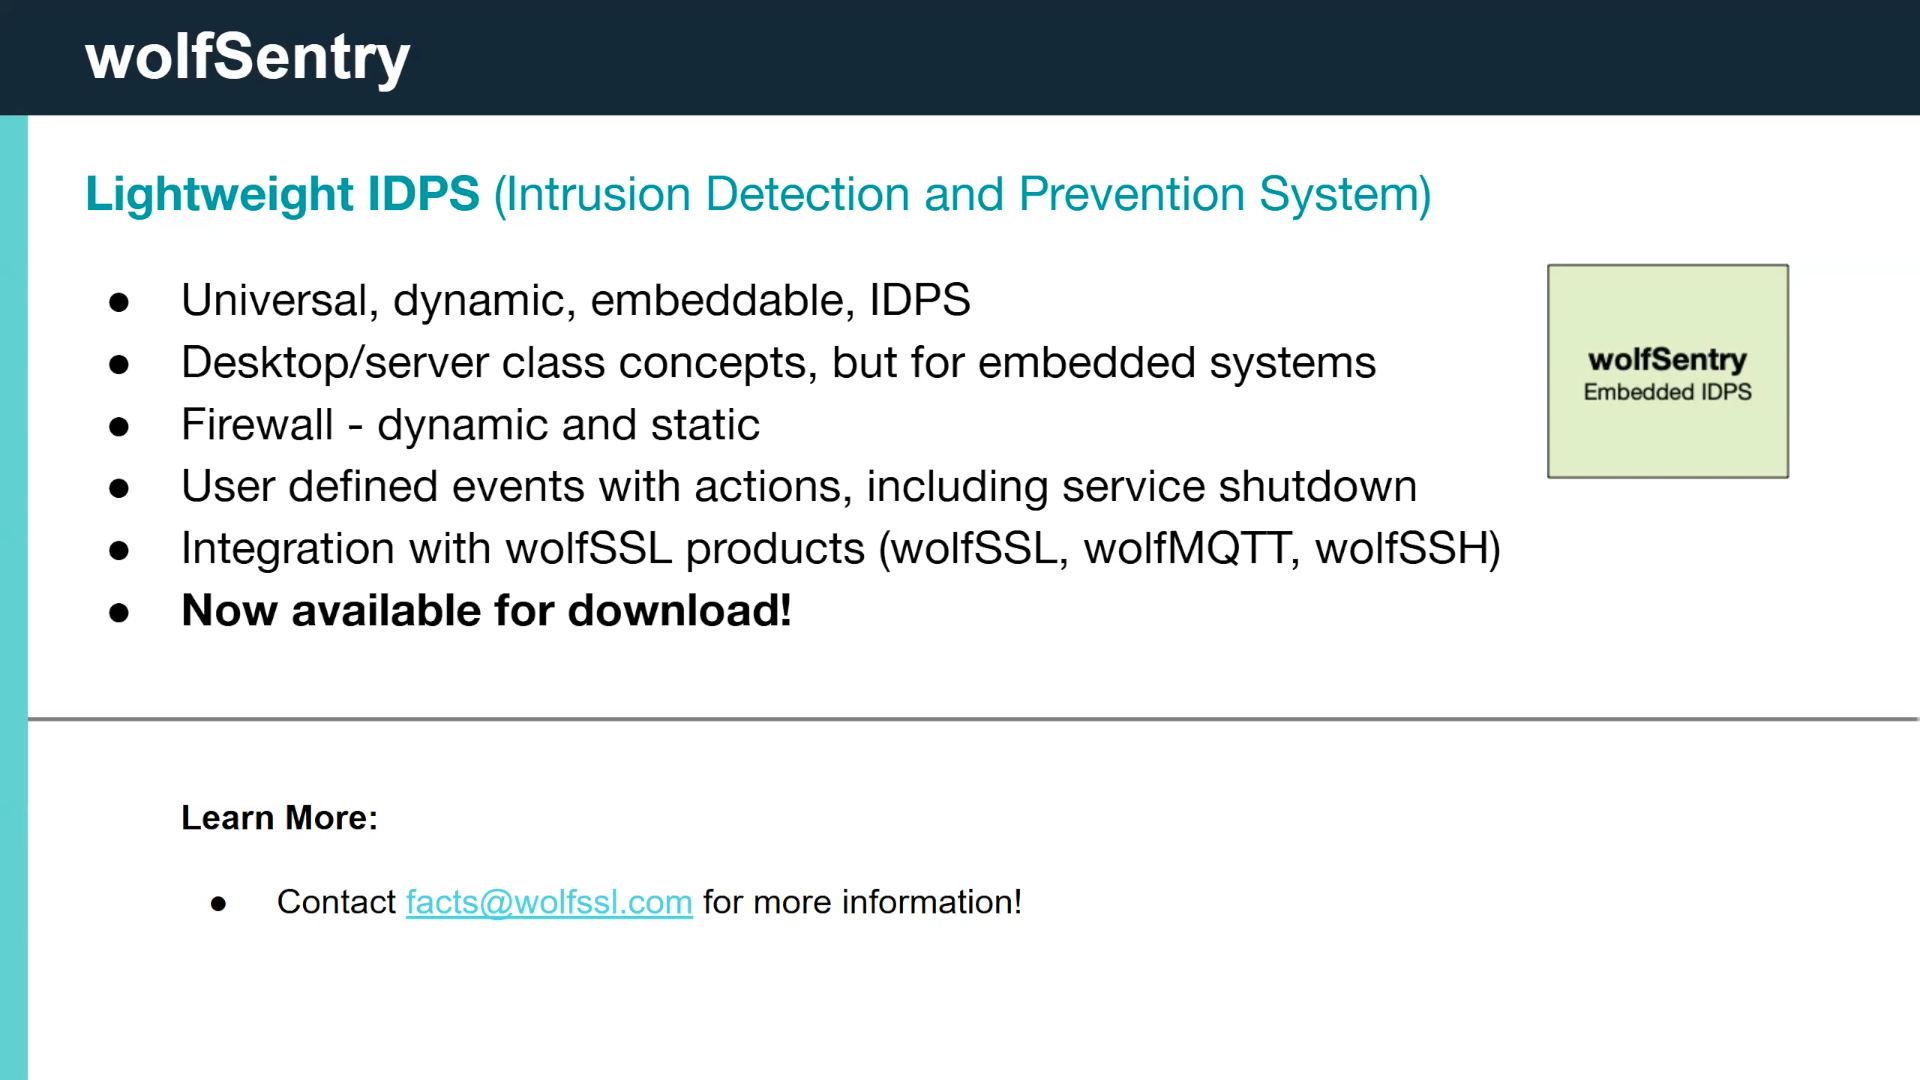 wolfSentry
Lightweight IDPS (Intrusion Detection and Prevention System)
● Universal, dynamic, embeddable, IDPS
● Desktop/server class concepts, but for embedded systems
● Firewall - dynamic and static
● User defined events with actions, including service shutdown
● Integration with wolfSSL products (wolfSSL, wolfMQTT, wolfSSH)
● Now available for download!
wolfSentry
Embedded IDPS
Learn More:
● Contact facts@wolfssl.com for more information!